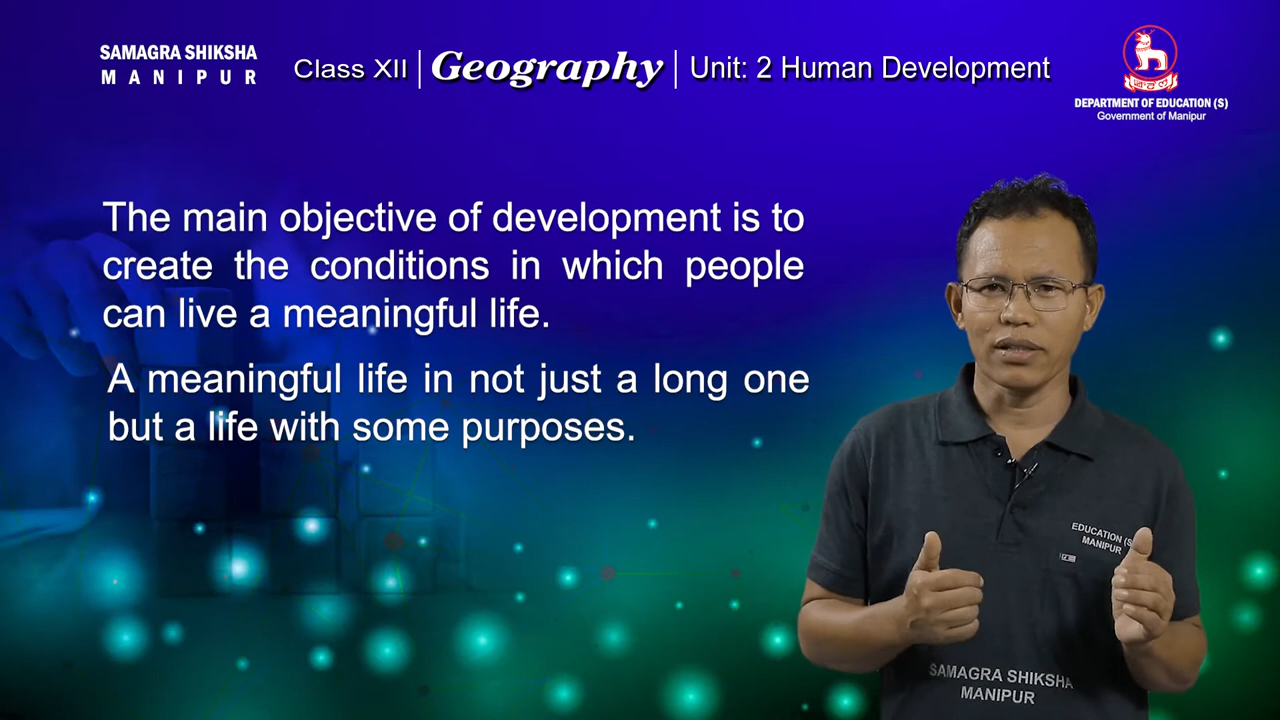 SAMAGRA SHIKSHA
MANIPUR
Class XII | Geography | Unit: 2 Human Development
DEPARTMENT OF EDUCATION (S)
Government of Manipur
The main objective of development is to
create the conditions in which people
can live a meaningful life.
A meaningful life in not just a long one
but a life with some purposes.
EDUCATION (S
MANIPUR
SAMAGRA SHIKSHA
MANIPUR